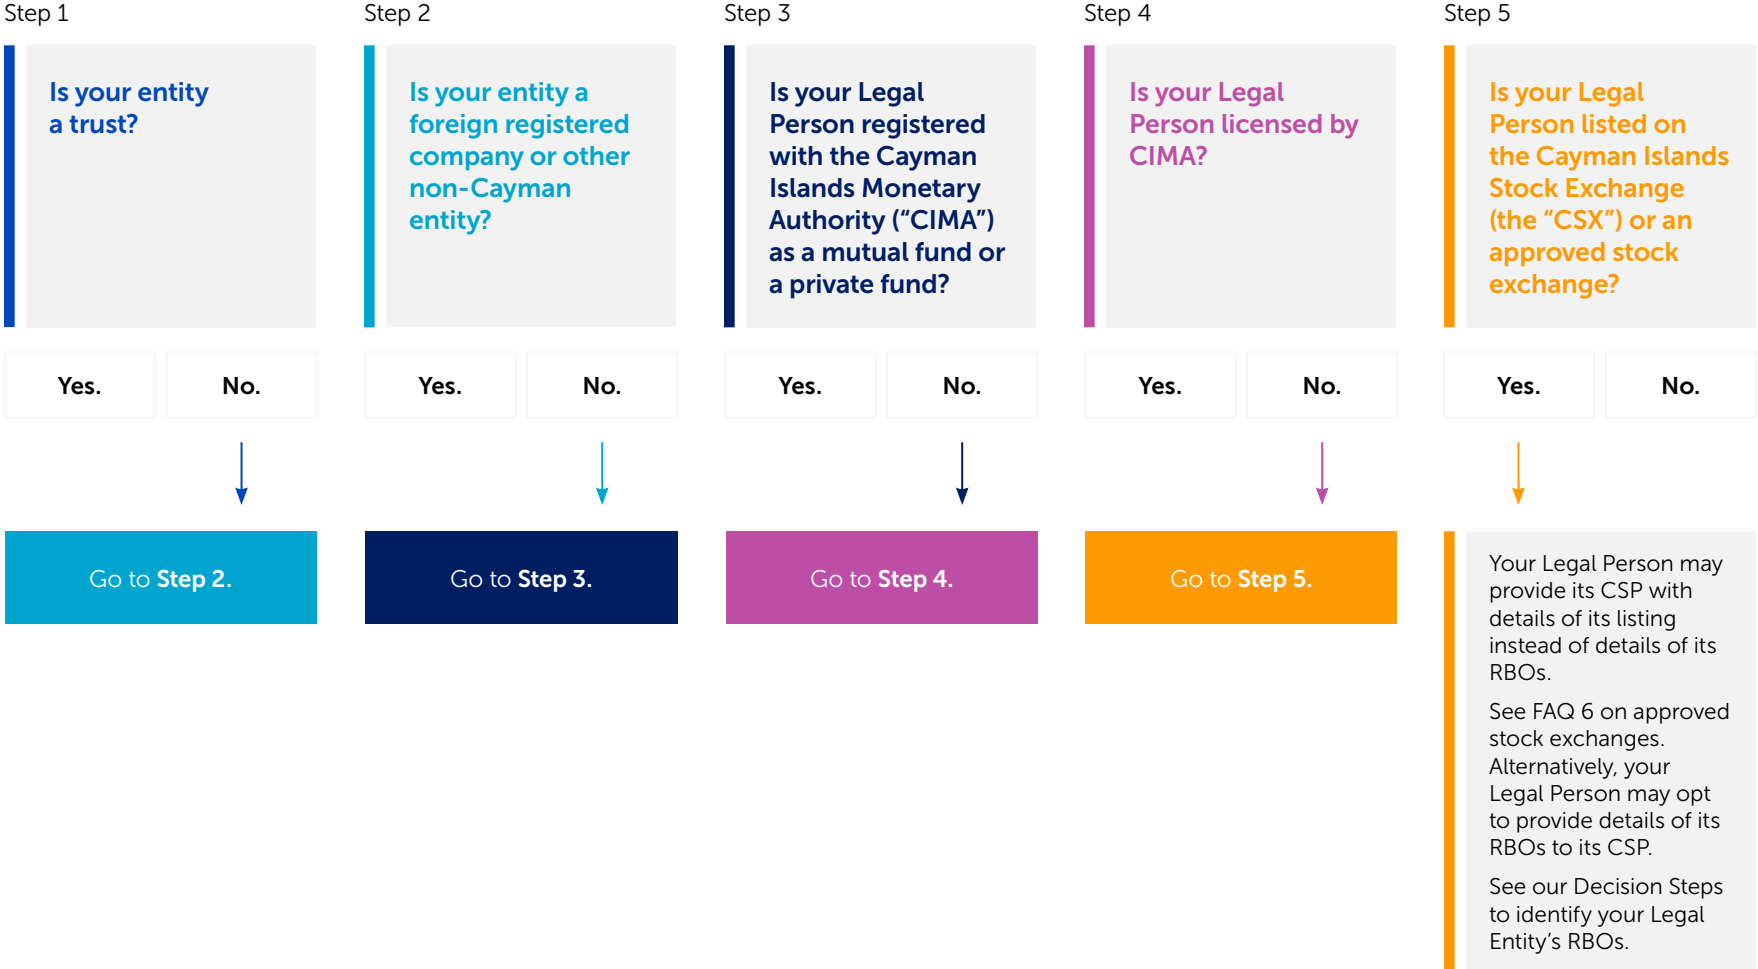 Step 1
Is your entity
a trust?
Yes.
No.
Go to Step 2.
Step 2
Is your entity a
foreign registered
company or other
non-Cayman
entity?
Yes.
No.
Go to Step 3.
Step 3
Is your Legal
Person registered
with the Cayman
Islands Monetary
Authority (“CIMA”)
as a mutual fund or
a private fund?
Yes.
No.
Go to Step 4.
Step 4
Is your Legal
Person licensed by
CIMA?
Yes.
No.
Go to Step 5.
Step 5
Is your Legal
Person listed on
the Cayman Islands
Stock Exchange
(the “CSX”) or an
approved stock
exchange?
Yes.
No.
Your Legal Person may
provide its CSP with
details of its listing
instead of details of its
RBOs.
See FAQ 6 on approved
stock exchanges.
Alternatively, your
Legal Person may opt
to provide details of its
RBOs to its CSP.
See our Decision Steps
to identify your Legal
Entity’s RBOs.